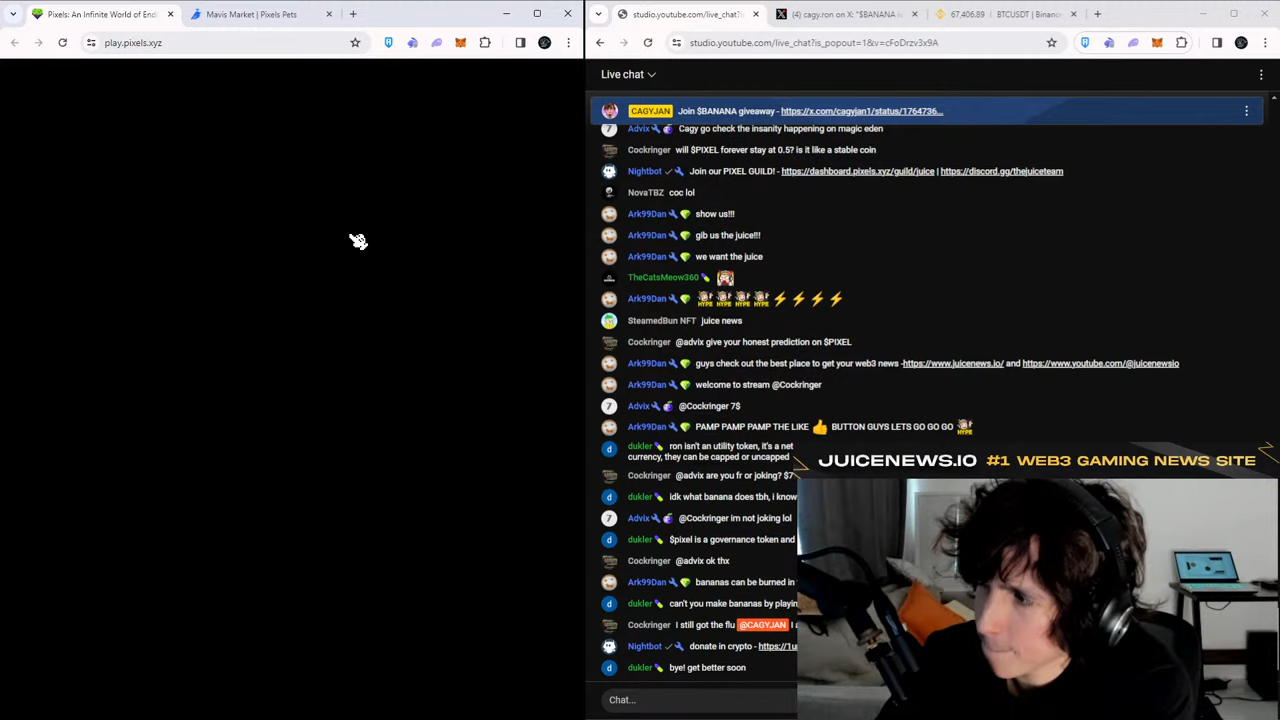 Pixels: An Infinite World of End
Mavis Market | Pixels Pets
studio.youtube.com/live_chat?i
(4) cagy.ron on X: "$BANANA is
67,406.89 BTCUSDT | Binanc
play.pixels.xyz
studio.youtube.com/live_chat?is_popout=1&v=cFoDrzv3x9A
Live chat
CAGYJAN Join $BANANA giveaway - https://x.com/cagyjan1/status/1764736...
Advix Cagy go check the insanity happening on magic eden
Cockringer will $PIXEL forever stay at 0.5? is it like a stable coin
Nightbot Join our PIXEL GUILD! - https://dashboard.pixels.xyz/guild/juice | https://discord.gg/thejuiceteam
NovaTBZ coc lol
Ark99Dan show us!!!
Ark99Dan gib us the juice!!!
Ark99Dan we want the juice
TheCatsMeow360
Ark99Dan HYPE HYPE HYPE HYPE
SteamedBun NFT juice news
Cockringer @advix give your honest prediction on $PIXEL
Ark99Dan guys check out the best place to get your web3 news -https://www.juicenews.io/ and https://www.youtube.com/@juicenewsio
Ark99Dan welcome to stream @Cockringer
7 Advix @Cockringer 7$
Ark99Dan PAMP PAMP PAMP THE LIKE 👍 BUTTON GUYS LETS GO GO GO HYPE
d dukler ron isn't an utility token, it's a net
currency, they can be capped or uncapped
Cockringer @advix are you fr or joking? $7
d dukler idk what banana does tbh, i know
7 Advix @Cockringer im not joking lol
d dukler $pixel is a governance token and
Cockringer @advix ok thx
Ark99Dan bananas can be burned in
d dukler can't you make bananas by playin
Cockringer I still got the flu @CAGYJAN I
Nightbot donate in crypto - https://1u
d dukler bye! get better soon
Chat...
JUICENEWS.IO #1 WEB3 GAMING NEWS SITE